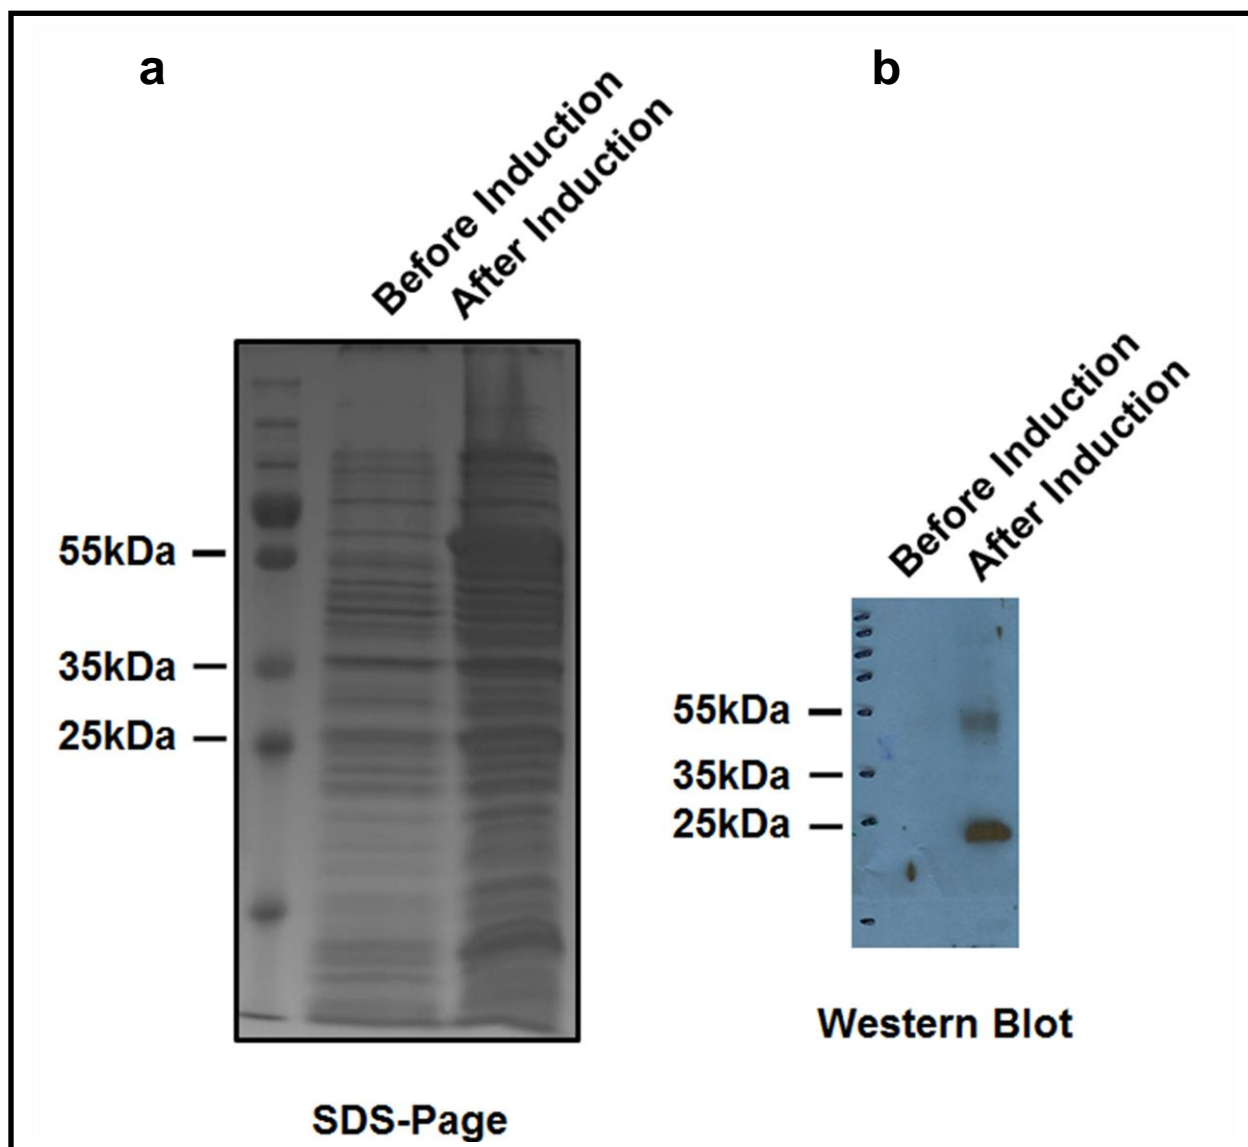 a
b
Before Induction
After Induction
55kDa
35kDa
25kDa
SDS-Page
Before Induction
After Induction
55kDa
35kDa
25kDa
Western Blot